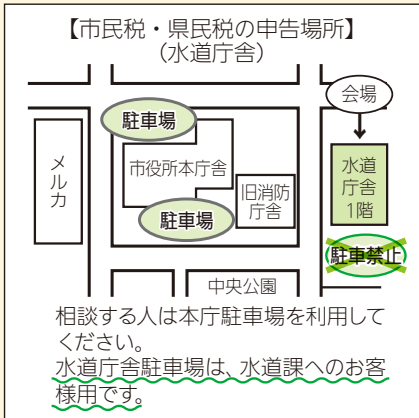 【市民税・県民税の申告場所】
(水道庁舎)
会場
駐車場
メルカ
市役所本庁舎
水道
庁舎
1階
旧消防
庁舎
駐車場
駐車禁止
中央公園
相談する人は本庁駐車場を利用して
ください。
水道庁舎駐車場は、水道課へのお客
様用です。